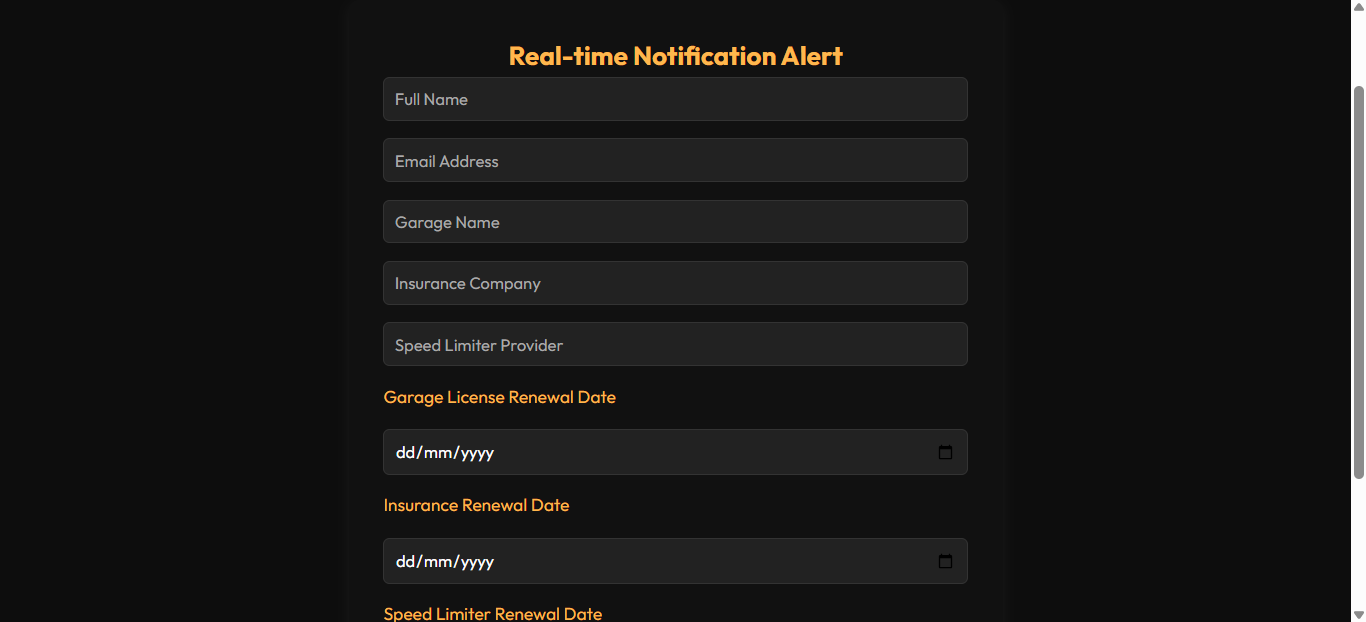 Real-time Notification Alert
Full Name
Email Address
Garage Name
Insurance Company
Speed Limiter Provider
Garage License Renewal Date
dd/mm/yyyy
Insurance Renewal Date
dd/mm/yyyy
Speed Limiter Renewal Date